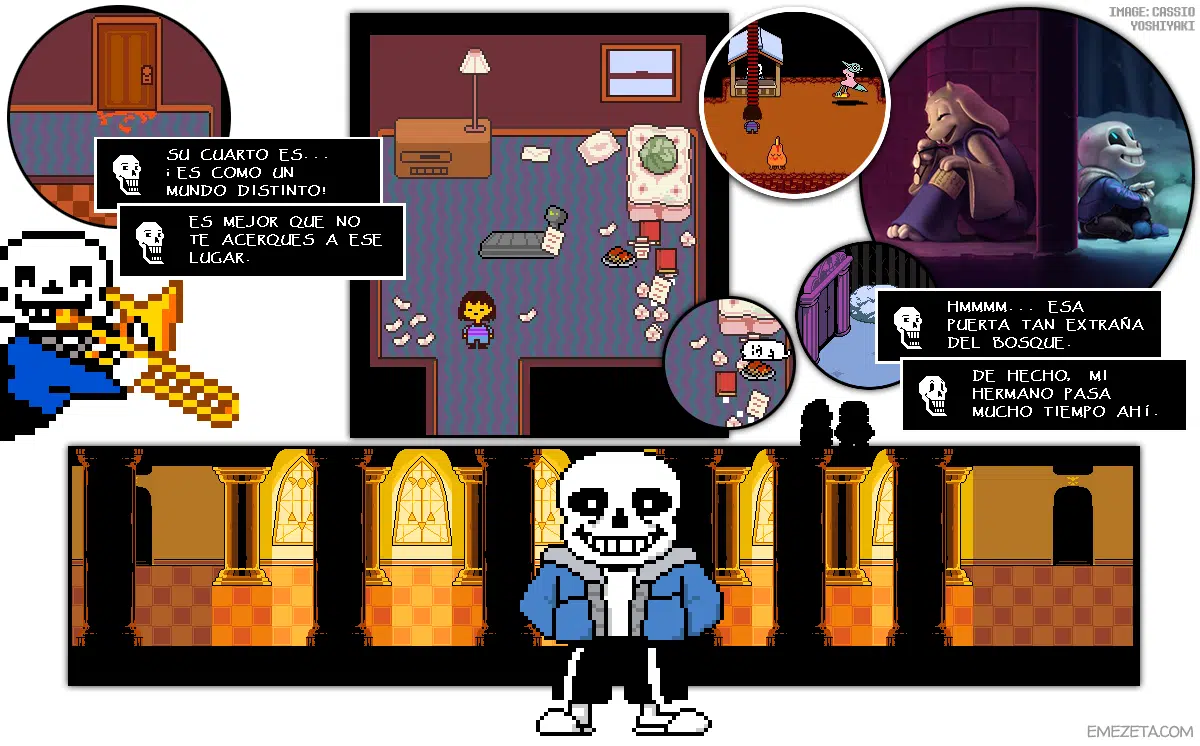 IMAGE: CASSIO
YOSHIYAKI
SU CUARTO ES...
¡ES COMO UN
MUNDO DISTINTO!
ES MEJOR QUE NO
TE ACERQUES A ESE
LUGAR.
HMMMM... ESA
PUERTA TAN EXTRAÑA
DEL BOSQUE.
DE HECHO, MI
HERMANO PASA
MUCHO TIEMPO AHÍ.
EMEZETA.COM